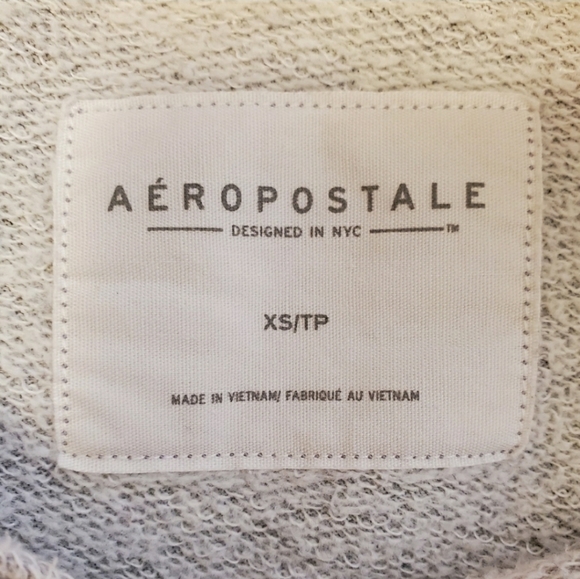 AÉROPOSTALE
DESIGNED IN NYC ™
XS/TP
MADE IN VIETNAM/ FABRIQUÉ AU VIETNAM